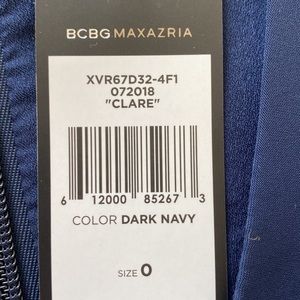 BCBGMAXAZRIA
XVR67D32-4F1
072018
"CLARE"
6 12000 85267 3
COLOR DARK NAVY
SIZE 0